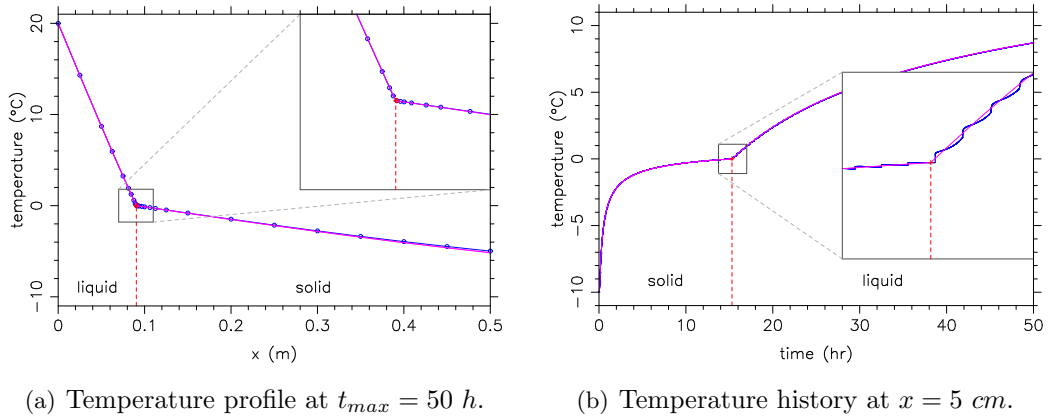 20
10
0
−10
temperature (°C)
liquid
solid
0
0.1
0.2
0.3
0.4
0.5
x (m)
10
5
0
−5
−10
temperature (°C)
solid
liquid
0
10
20
30
40
50
time (hr)
(a) Temperature profile at tmax = 50 h.
(b) Temperature history at x = 5 cm.